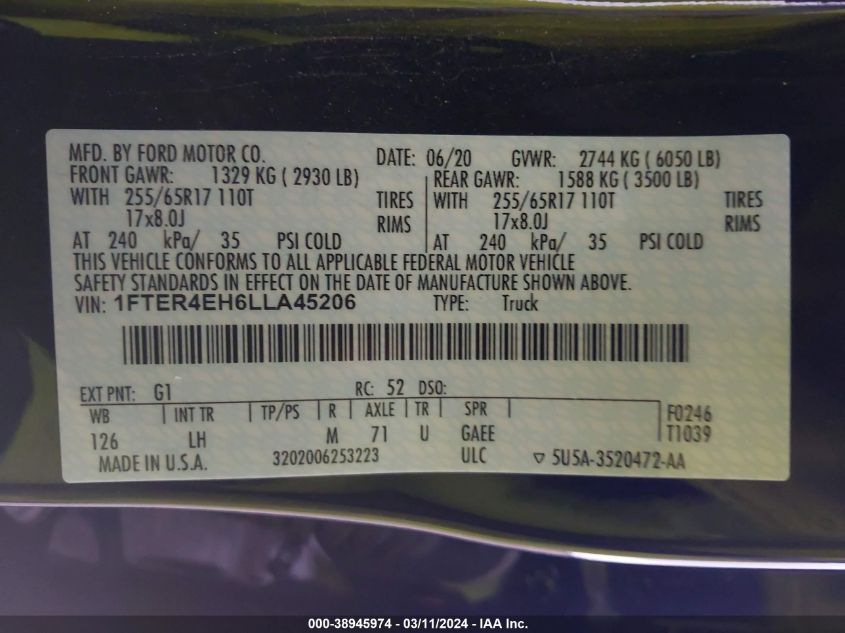 MFD. BY FORD MOTOR CO. DATE: 06/20 GVWR: 2744 KG ( 6050 LB)
FRONT GAWR: 1329 KG ( 2930 LB) REAR GAWR: 1588 KG ( 3500 LB)
WITH 255/65R17 110T TIRES WITH 255/65R17 110T TIRES
17x8.0J RIMS 17x8.0J RIMS
AT 240 kPa/ 35 PSI COLD AT 240 kPa/ 35 PSI COLD
THIS VEHICLE CONFORMS TO ALL APPLICABLE FEDERAL MOTOR VEHICLE
SAFETY STANDARDS IN EFFECT ON THE DATE OF MANUFACTURE SHOWN ABOVE.
VIN: 1FTER4EH6LLA45206 TYPE: Truck
EXT PNT: G1 RC: 52 DSO:
WB INT TR TP/PS R AXLE TR SPR F0246
126 LH M 71 U GAEE T1039
MADE IN U.S.A. 3202006253223 ULC ▽ 5U5A-3520472-AA
000-38945974 - 03/11/2024 - IAA Inc.